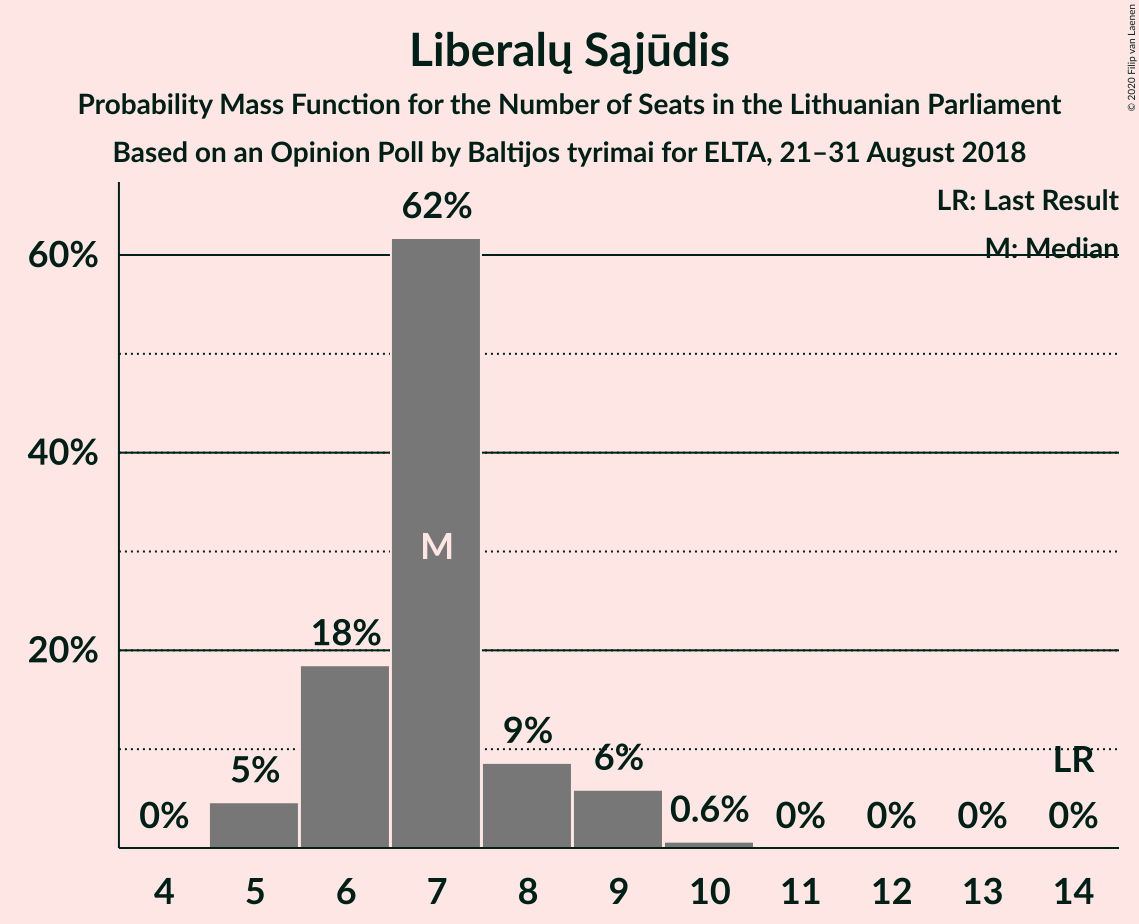 Liberalų Sąjūdis
Probability Mass Function for the Number of Seats in the Lithuanian Parliament
Based on an Opinion Poll by Baltijos tyrimai for ELTA, 21–31 August 2018
© 2020 Filip van Laenen
LR: Last Result
M: Median
60%
40%
20%
0% 5% 18% 62% 9% 6% 0.6% 0% 0% 0% 0%
M
LR
4 5 6 7 8 9 10 11 12 13 14